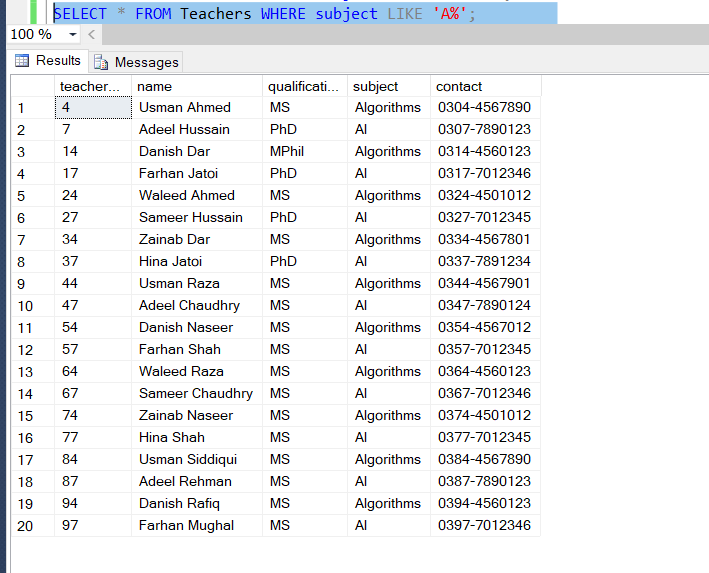 SELECT * FROM Teachers WHERE subject LIKE 'A%';
100 %
Results Messages
teacher... name qualificati... subject contact
1 4 Usman Ahmed MS Algorithms 0304-4567890
2 7 Adeel Hussain PhD AI 0307-7890123
3 14 Danish Dar MPhil Algorithms 0314-4560123
4 17 Farhan Jatoi PhD AI 0317-7012346
5 24 Waleed Ahmed MS Algorithms 0324-4501012
6 27 Sameer Hussain PhD AI 0327-7012345
7 34 Zainab Dar MS Algorithms 0334-4567801
8 37 Hina Jatoi PhD AI 0337-7891234
9 44 Usman Raza MS Algorithms 0344-4567901
10 47 Adeel Chaudhry MS AI 0347-7890124
11 54 Danish Naseer MS Algorithms 0354-4567012
12 57 Farhan Shah MS AI 0357-7012345
13 64 Waleed Raza MS Algorithms 0364-4560123
14 67 Sameer Chaudhry MS AI 0367-7012346
15 74 Zainab Naseer MS Algorithms 0374-4501012
16 77 Hina Shah MS AI 0377-7012345
17 84 Usman Siddiqui MS Algorithms 0384-4567890
18 87 Adeel Rehman MS AI 0387-7890123
19 94 Danish Rafiq MS Algorithms 0394-4560123
20 97 Farhan Mughal MS AI 0397-7012346